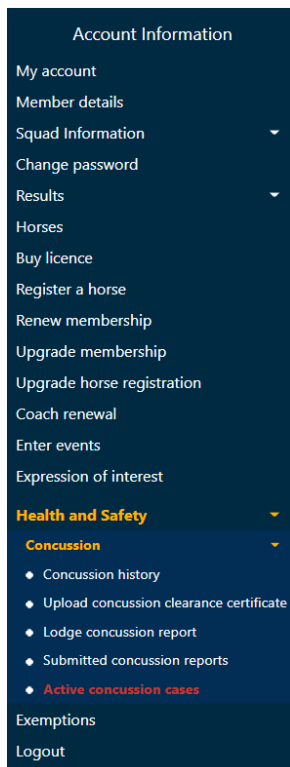 Account Information
My account
Member details
Squad Information
Change password
Results
Horses
Buy licence
Register a horse
Renew membership
Upgrade membership
Upgrade horse registration
Coach renewal
Enter events
Expression of interest
Health and Safety
Concussion
Concussion history
Upload concussion clearance certificate
Lodge concussion report
Submitted concussion reports
Active concussion cases
Exemptions
Logout